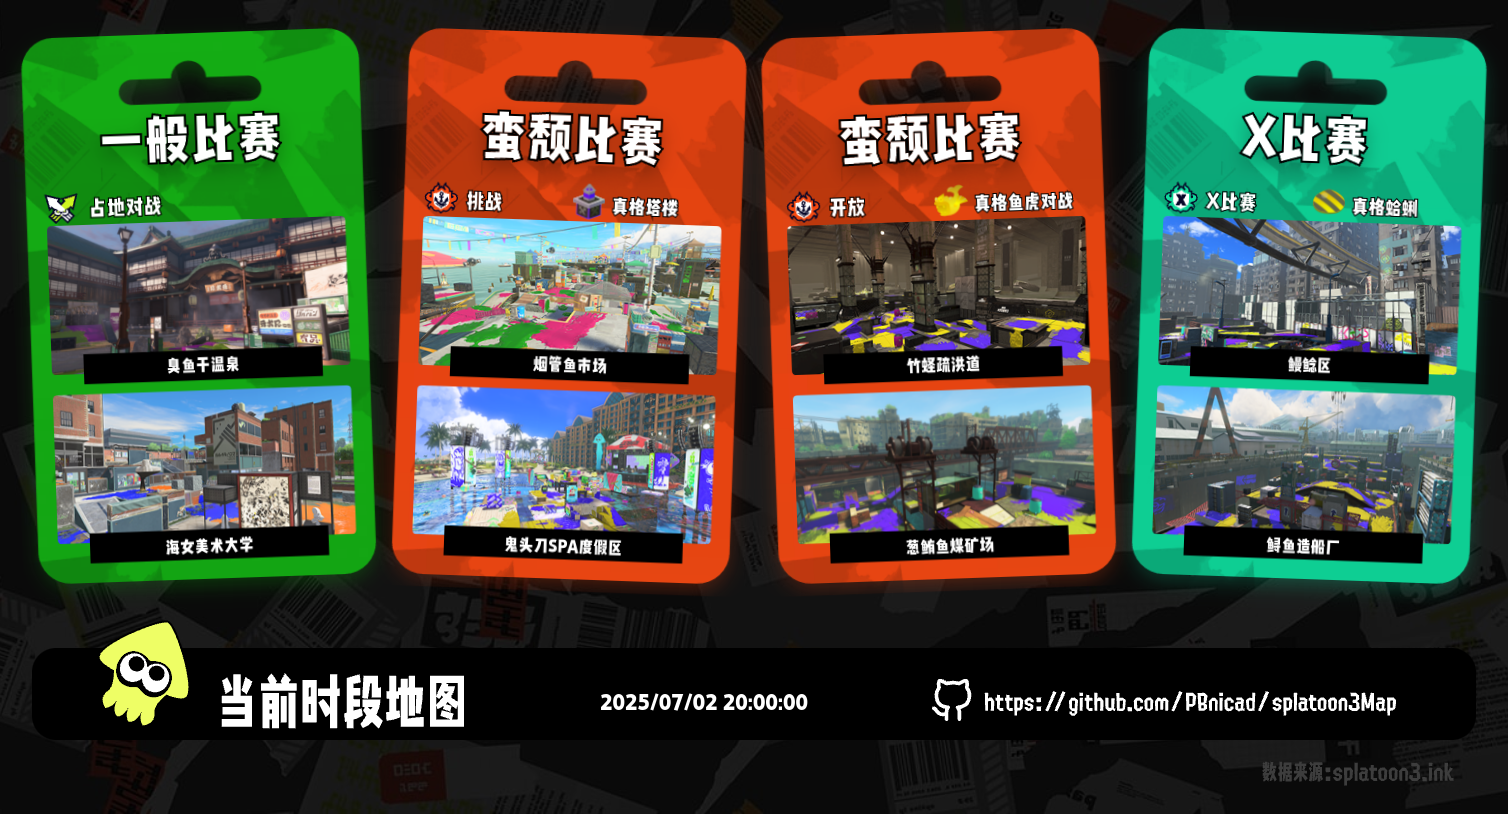 一般比赛
占地对战
臭鱼干温泉
海女美术大学
蛮颓比赛
挑战
真格塔楼
烟管鱼市场
鬼头刀SPA度假区
蛮颓比赛
开放
真格鱼虎对战
竹蛏疏洪道
葱鲔鱼煤矿场
X比赛
X比赛
真格蛤蜊
鳗鲶区
鲟鱼造船厂
当前时段地图
2025/07/02 20:00:00
https://github.com/PBnicad/splatoon3Map
数据来源:splatoon3.ink